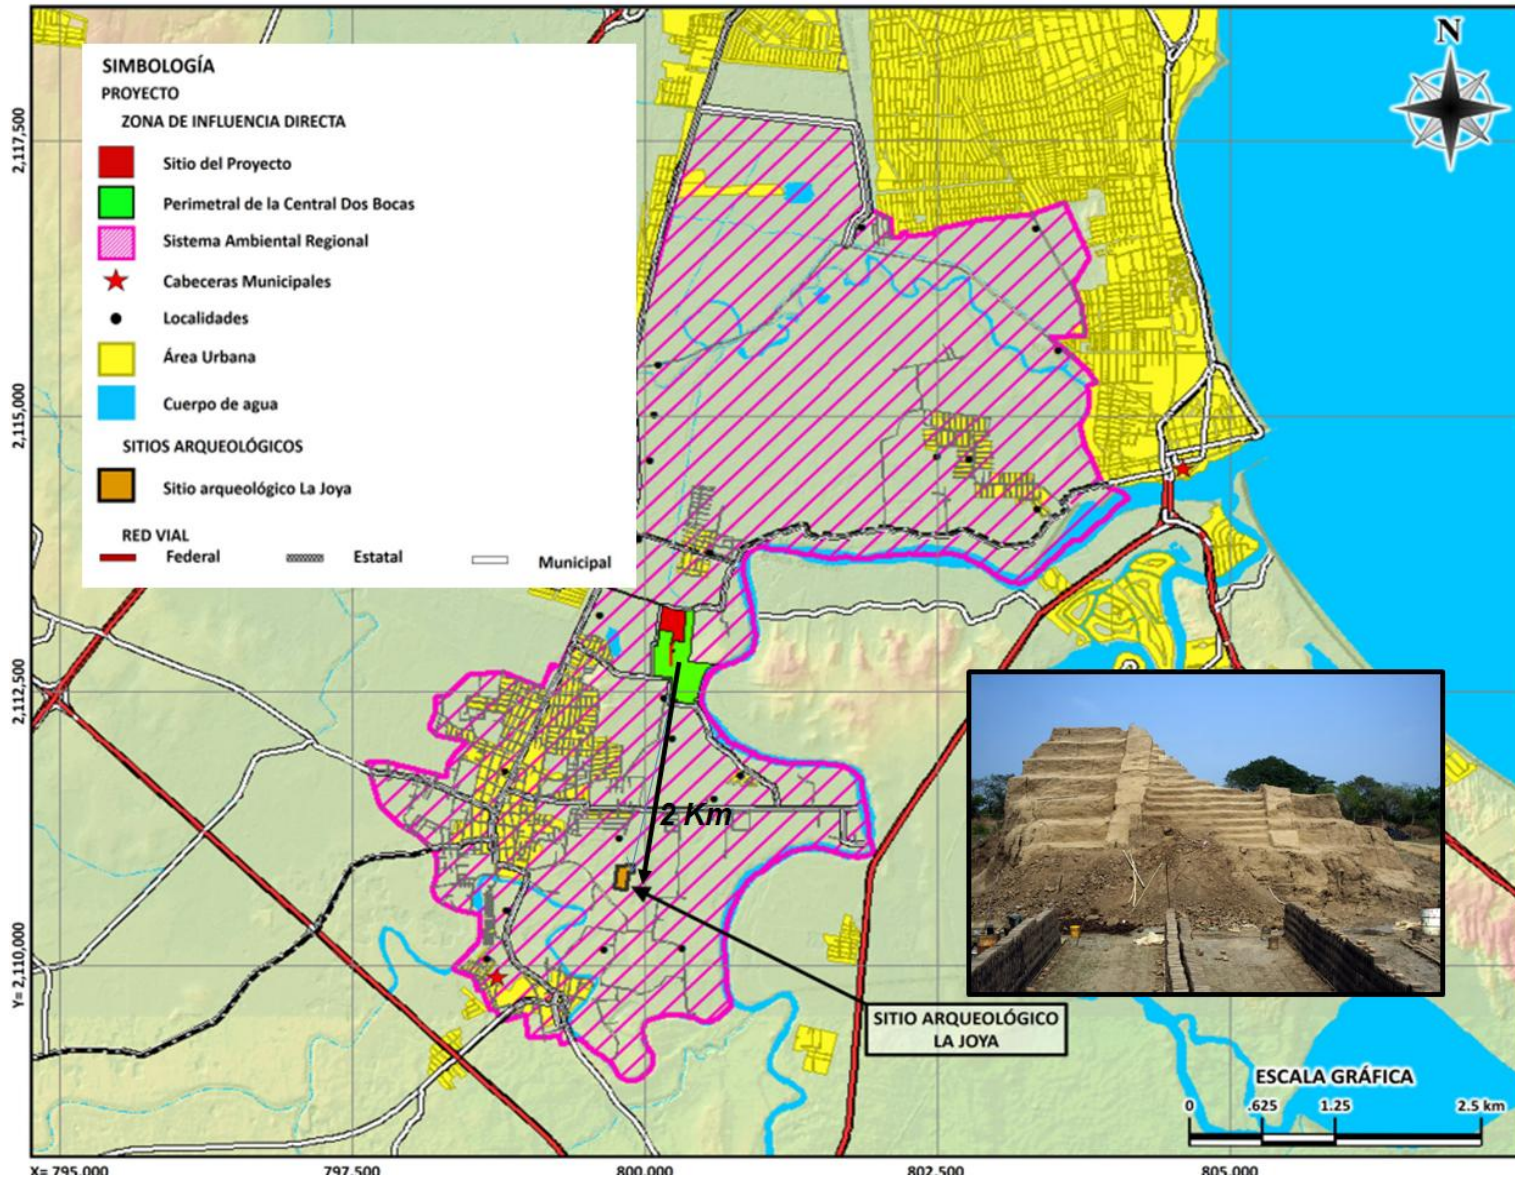 SIMBOLOGÍA
PROYECTO
ZONA DE INFLUENCIA DIRECTA
Sitio del Proyecto
Perimetral de la Central Dos Bocas
Sistema Ambiental Regional
Cabeceras Municipales
Localidades
Área Urbana
Cuerpo de agua
SITIOS ARQUEOLÓGICOS
Sitio arqueológico La Joya
RED VIAL
Federal Estatal Municipal
N
2,117,500
2,115,000
2,112,500
Y= 2,110,000
2 Km
SITIO ARQUEOLÓGICO
LA JOYA
ESCALA GRÁFICA
0 .625 1.25 2.5 km
X= 795,000 797,500 800,000 802,500 805,000